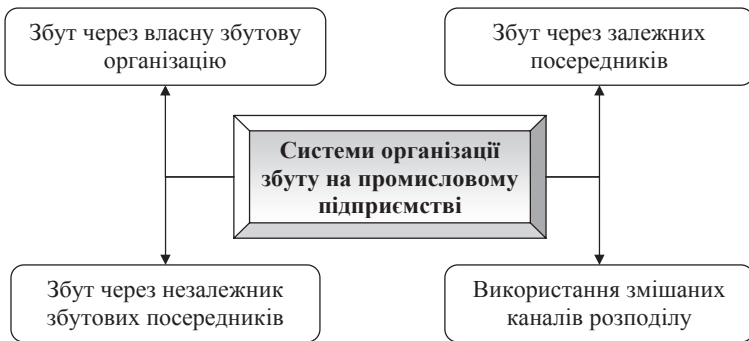 Збут через власну збутову
організацію
Збут через залежних
посередників
Системи організації
збуту на промисловому
підприємстві
Збут через незалежник
збутових посередників
Використання змішаних
каналів розподілу